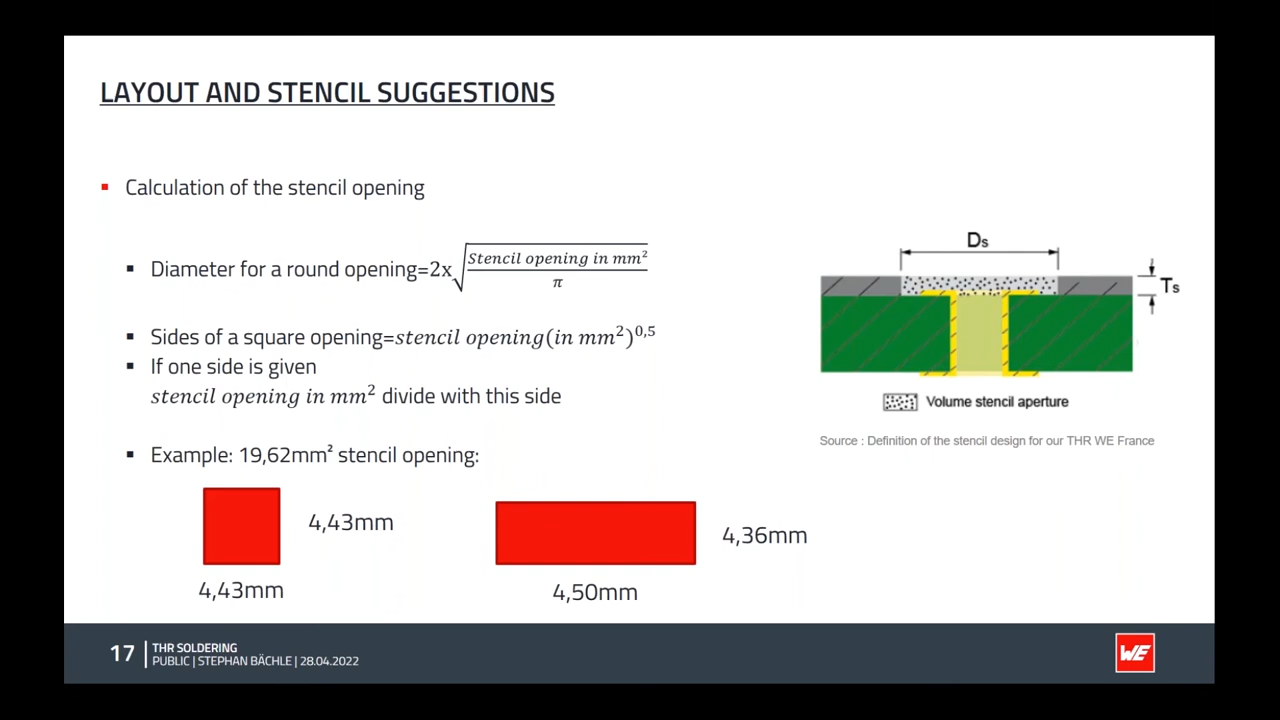 LAYOUT AND STENCIL SUGGESTIONS
Calculation of the stencil opening
Diameter for a round opening=2x√(Stencil opening in mm²/π)
Sides of a square opening=stencil opening(in mm²)^0,5
If one side is given
stencil opening in mm² divide with this side
Example: 19,62mm² stencil opening:
4,43mm
4,43mm
4,36mm
4,50mm
Ds
Ts
Volume stencil aperture
Source : Definition of the stencil design for our THR WE France
17
THR SOLDERING
PUBLIC | STEPHAN BÄCHLE | 28.04.2022
WE